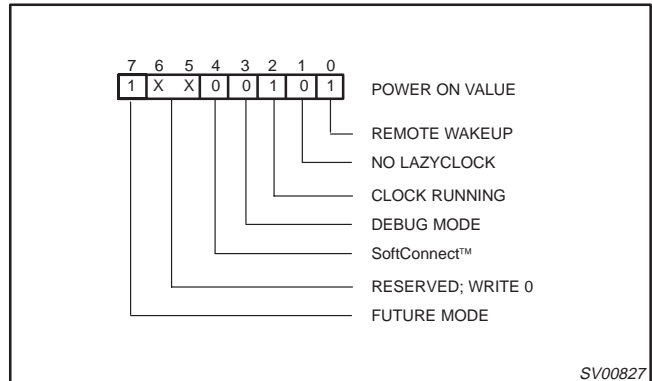 7 6 5 4 3 2 1 0
1 X X 0 0 1 0 1 POWER ON VALUE
REMOTE WAKEUP
NO LAZYCLOCK
CLOCK RUNNING
DEBUG MODE
SoftConnect™
RESERVED; WRITE 0
FUTURE MODE
SV00827